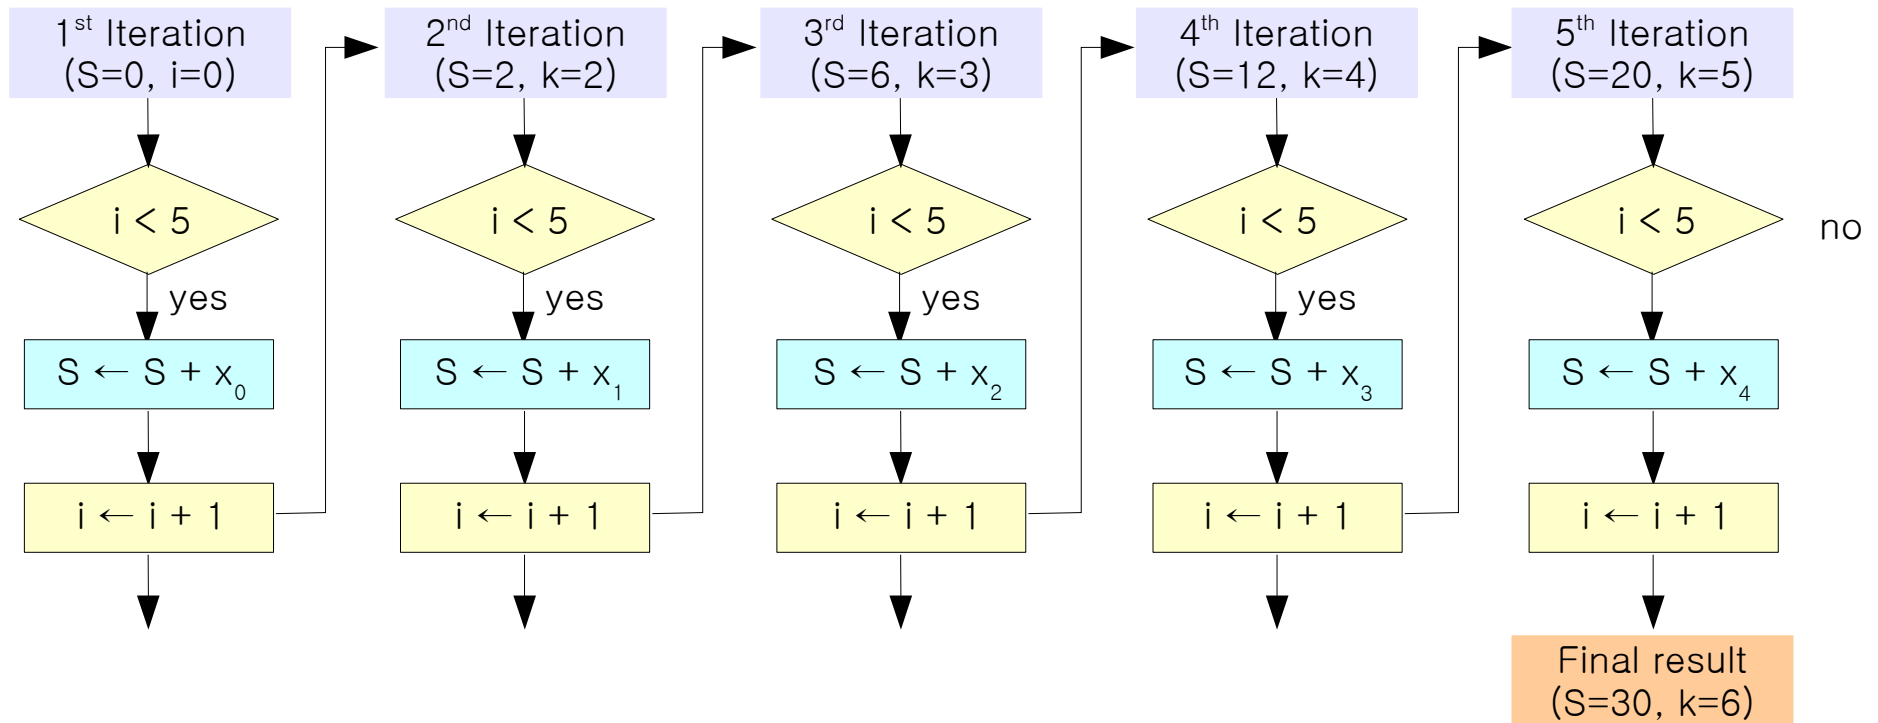 1st Iteration
(S=0, i=0)
i < 5
yes
S ← S + x0
i ← i + 1
2nd Iteration
(S=2, k=2)
i < 5
yes
S ← S + x1
i ← i + 1
3rd Iteration
(S=6, k=3)
i < 5
yes
S ← S + x2
i ← i + 1
4th Iteration
(S=12, k=4)
i < 5
yes
S ← S + x3
i ← i + 1
5th Iteration
(S=20, k=5)
i < 5
no
S ← S + x4
i ← i + 1
Final result
(S=30, k=6)